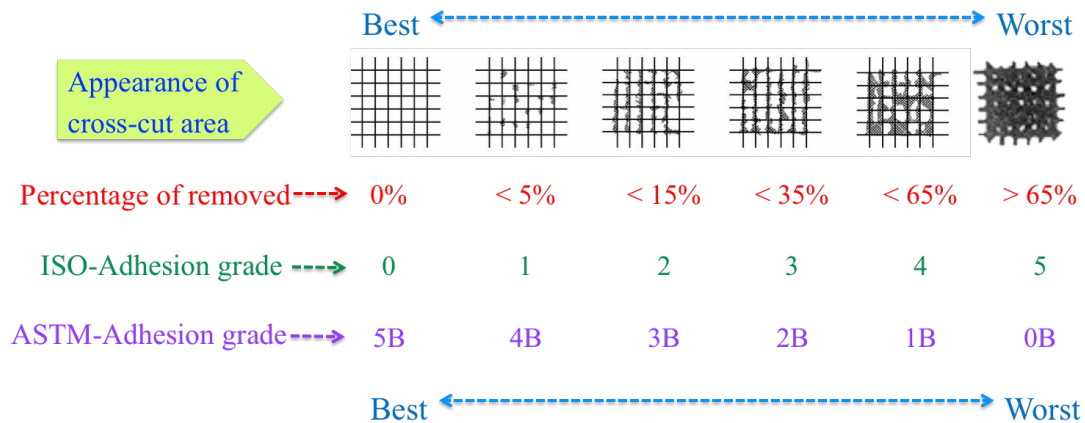 Best Worst
Appearance of
cross-cut area
Percentage of removed 0% < 5% < 15% < 35% < 65% > 65%
ISO-Adhesion grade 0 1 2 3 4 5
ASTM-Adhesion grade 5B 4B 3B 2B 1B 0B
Best Worst